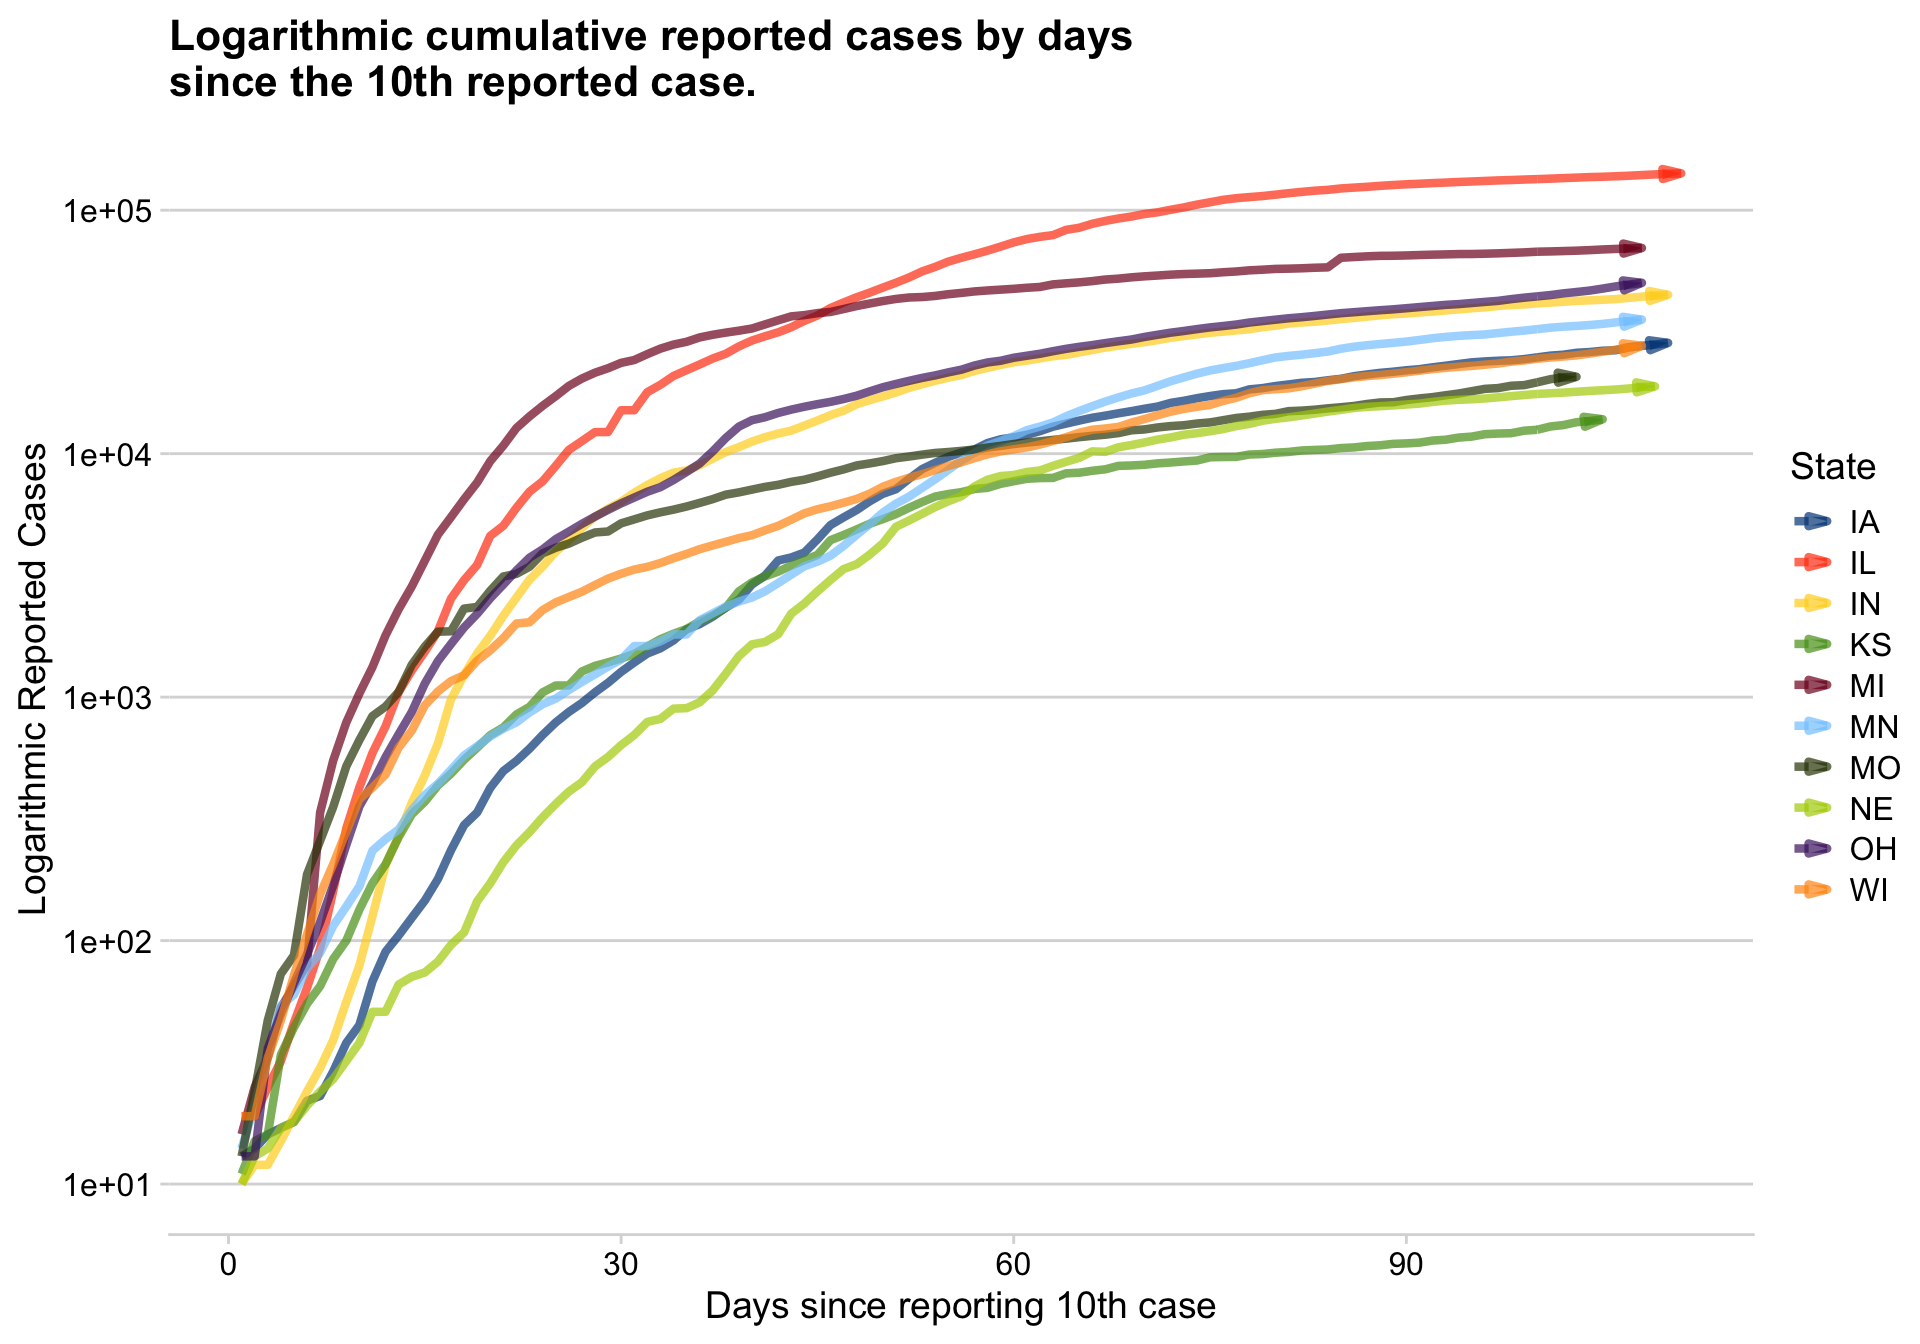 Logarithmic cumulative reported cases by days
since the 10th reported case.
Logarithmic Reported Cases
1e+05
1e+04
1e+03
1e+02
1e+01
0
30
60
90
Days since reporting 10th case
State
IA
IL
IN
KS
MI
MN
MO
NE
OH
WI